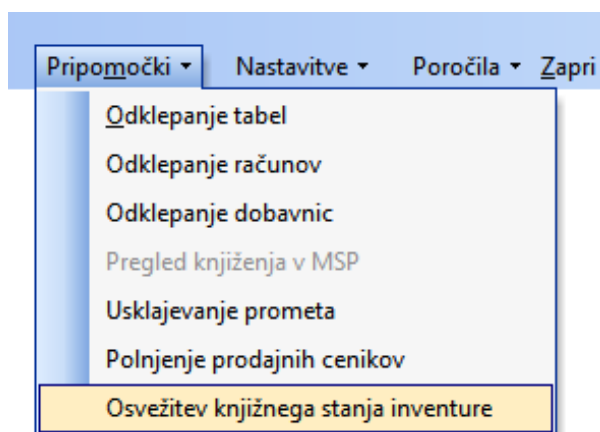 Pripomočki Nastavitve Poročila Zapri
Odklepanje tabel
Odklepanje računov
Odklepanje dobavnic
Pregled knjiženja v MSP
Usklajevanje prometa
Polnjenje prodajnih cenikov
Osvežitev knjižnega stanja inventure